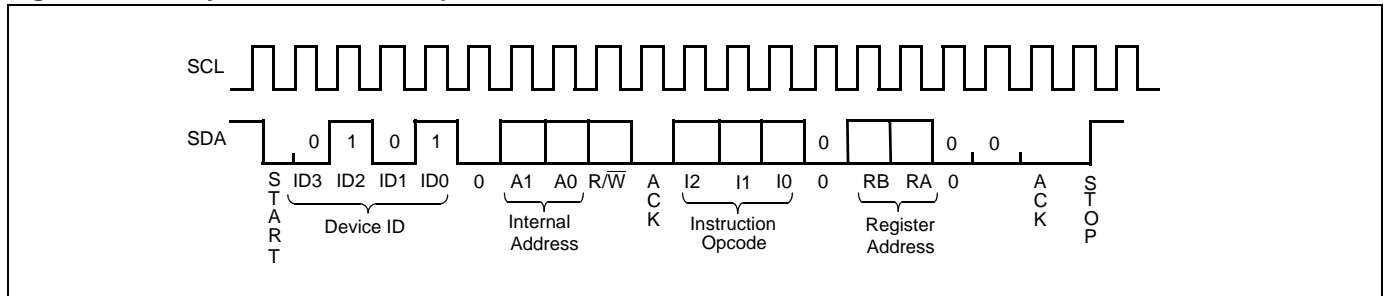 SCL
SDA 0 1 0 1 0 0 0
START ID3 ID2 ID1 ID0 0 A1 A0 R/W̅ ACK I2 I1 I0 0 RB RA 0 ACK STOP
Device ID Internal Address Instruction Opcode Register Address